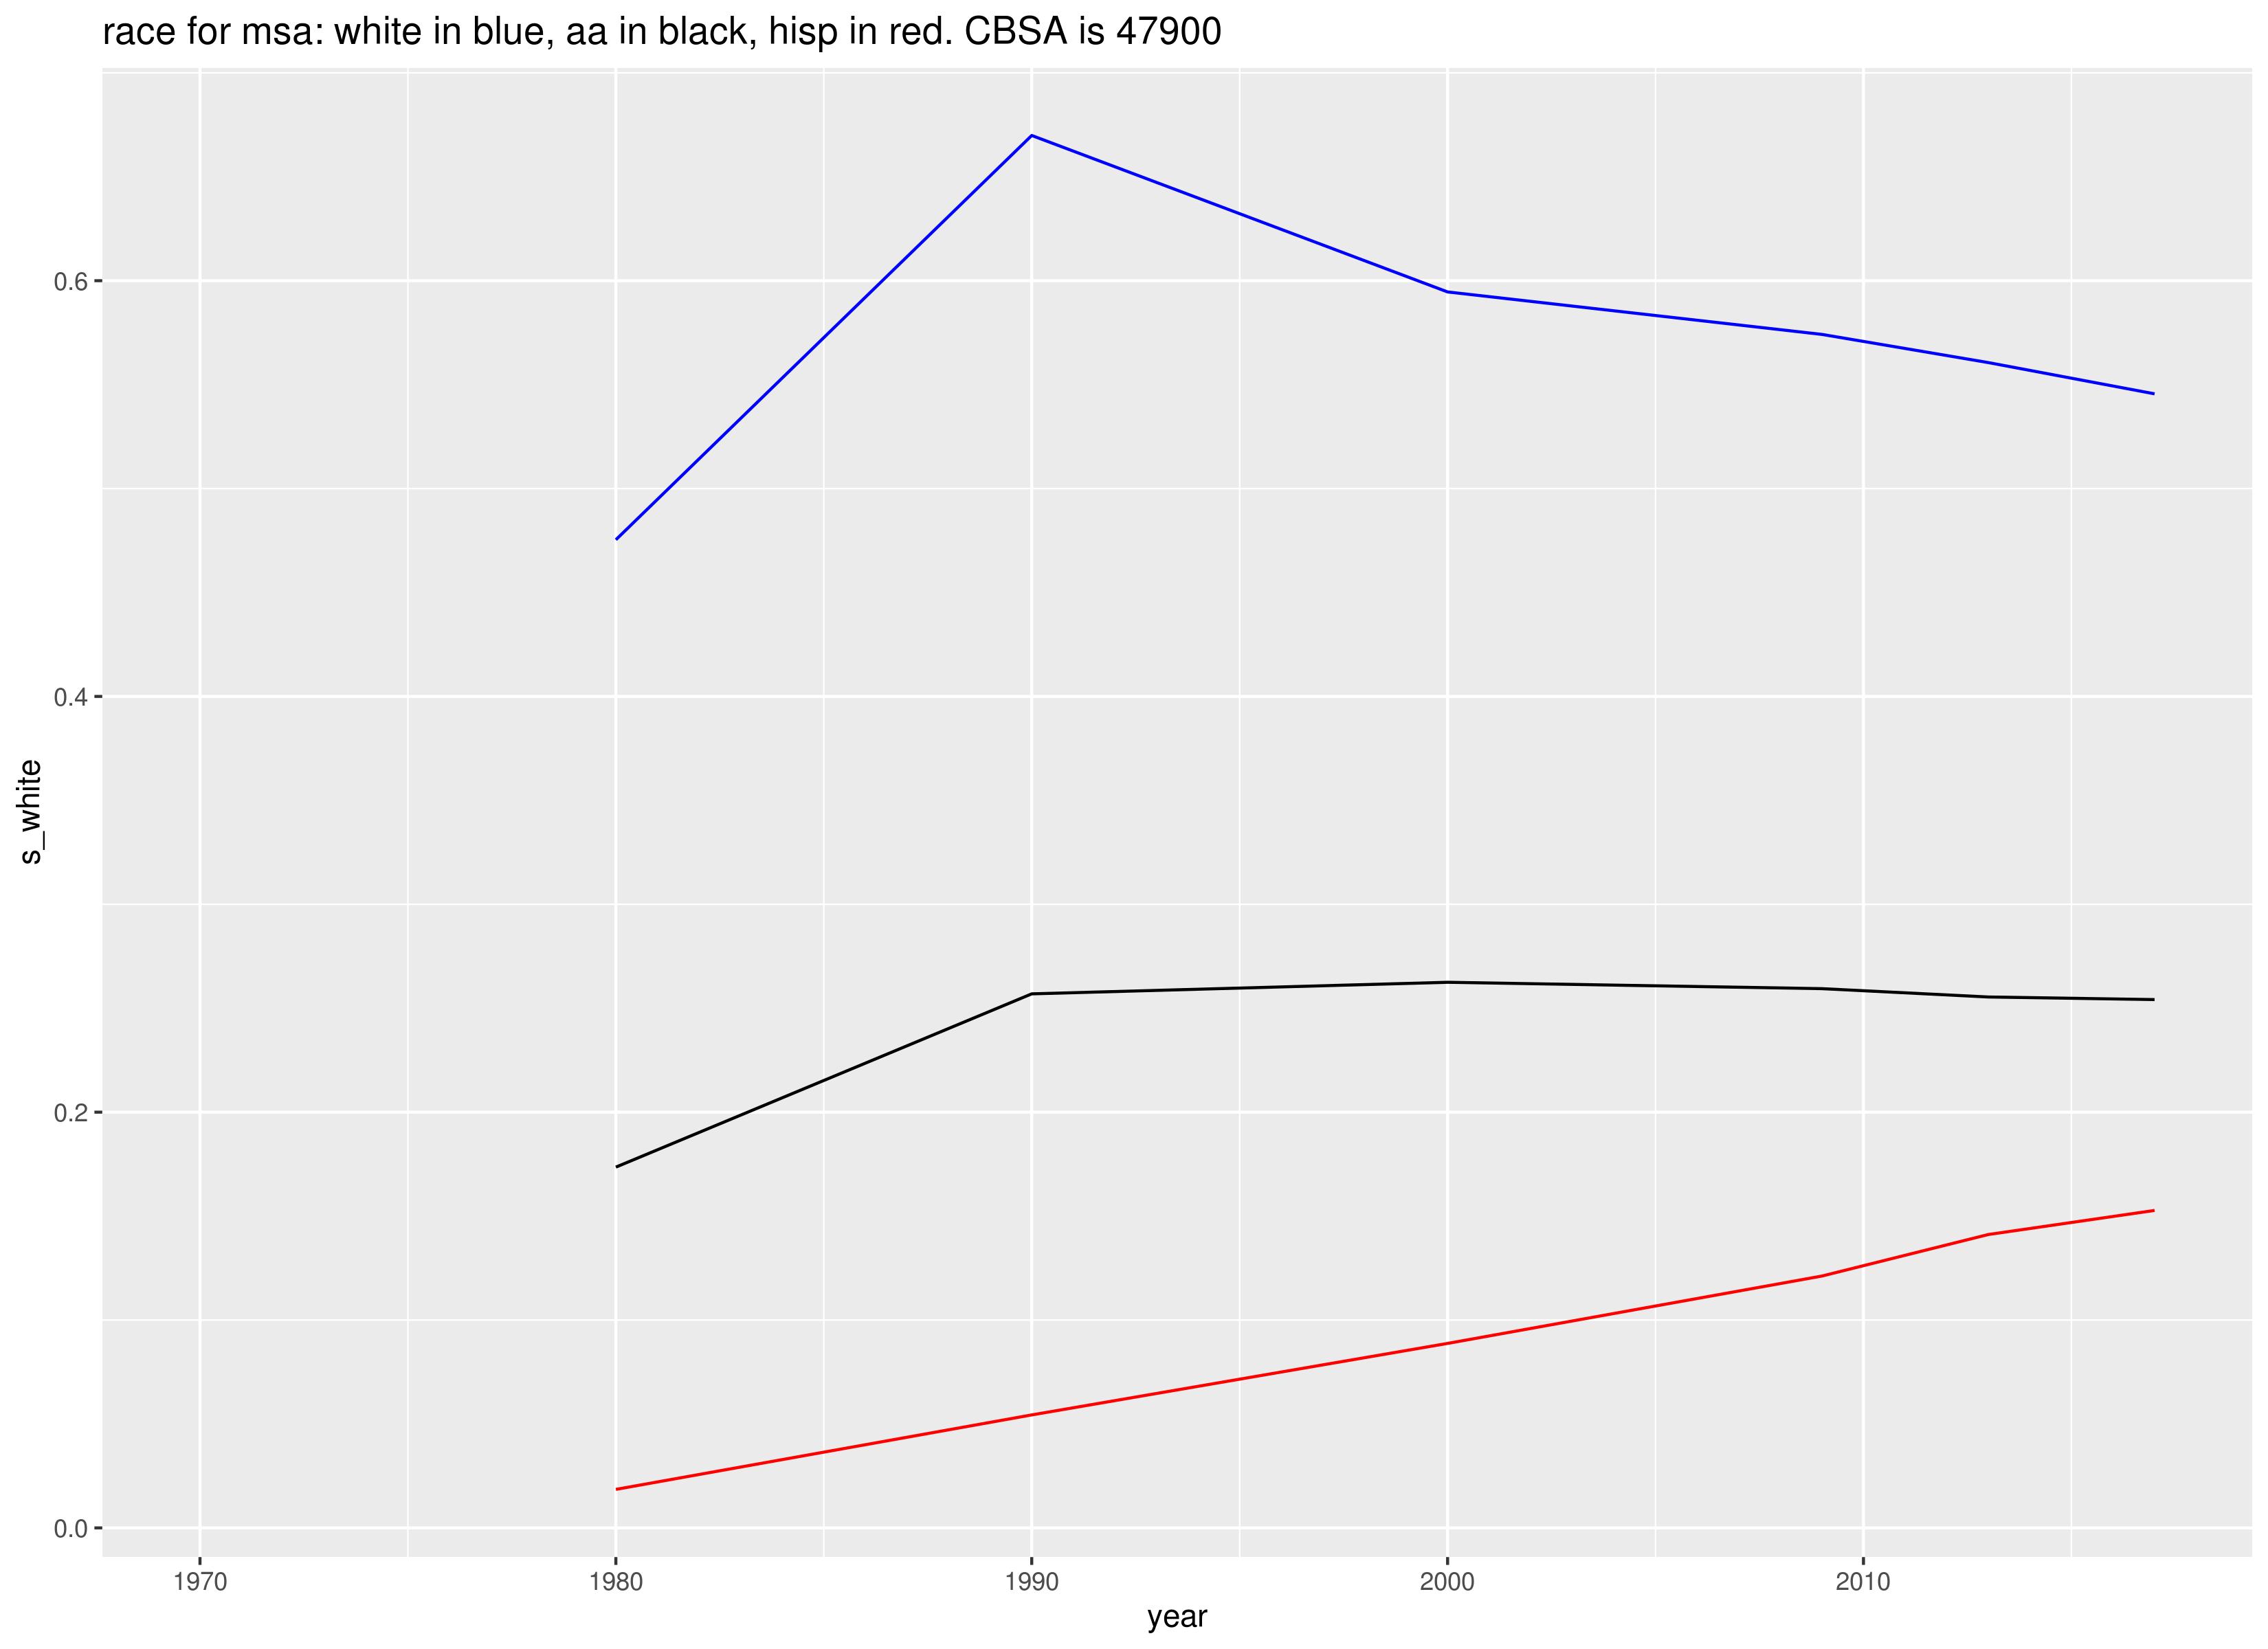 race for msa: white in blue, aa in black, hisp in red. CBSA is 47900
s_white
0.6
0.4
0.2
0.0
1970 1980 1990 2000 2010
year